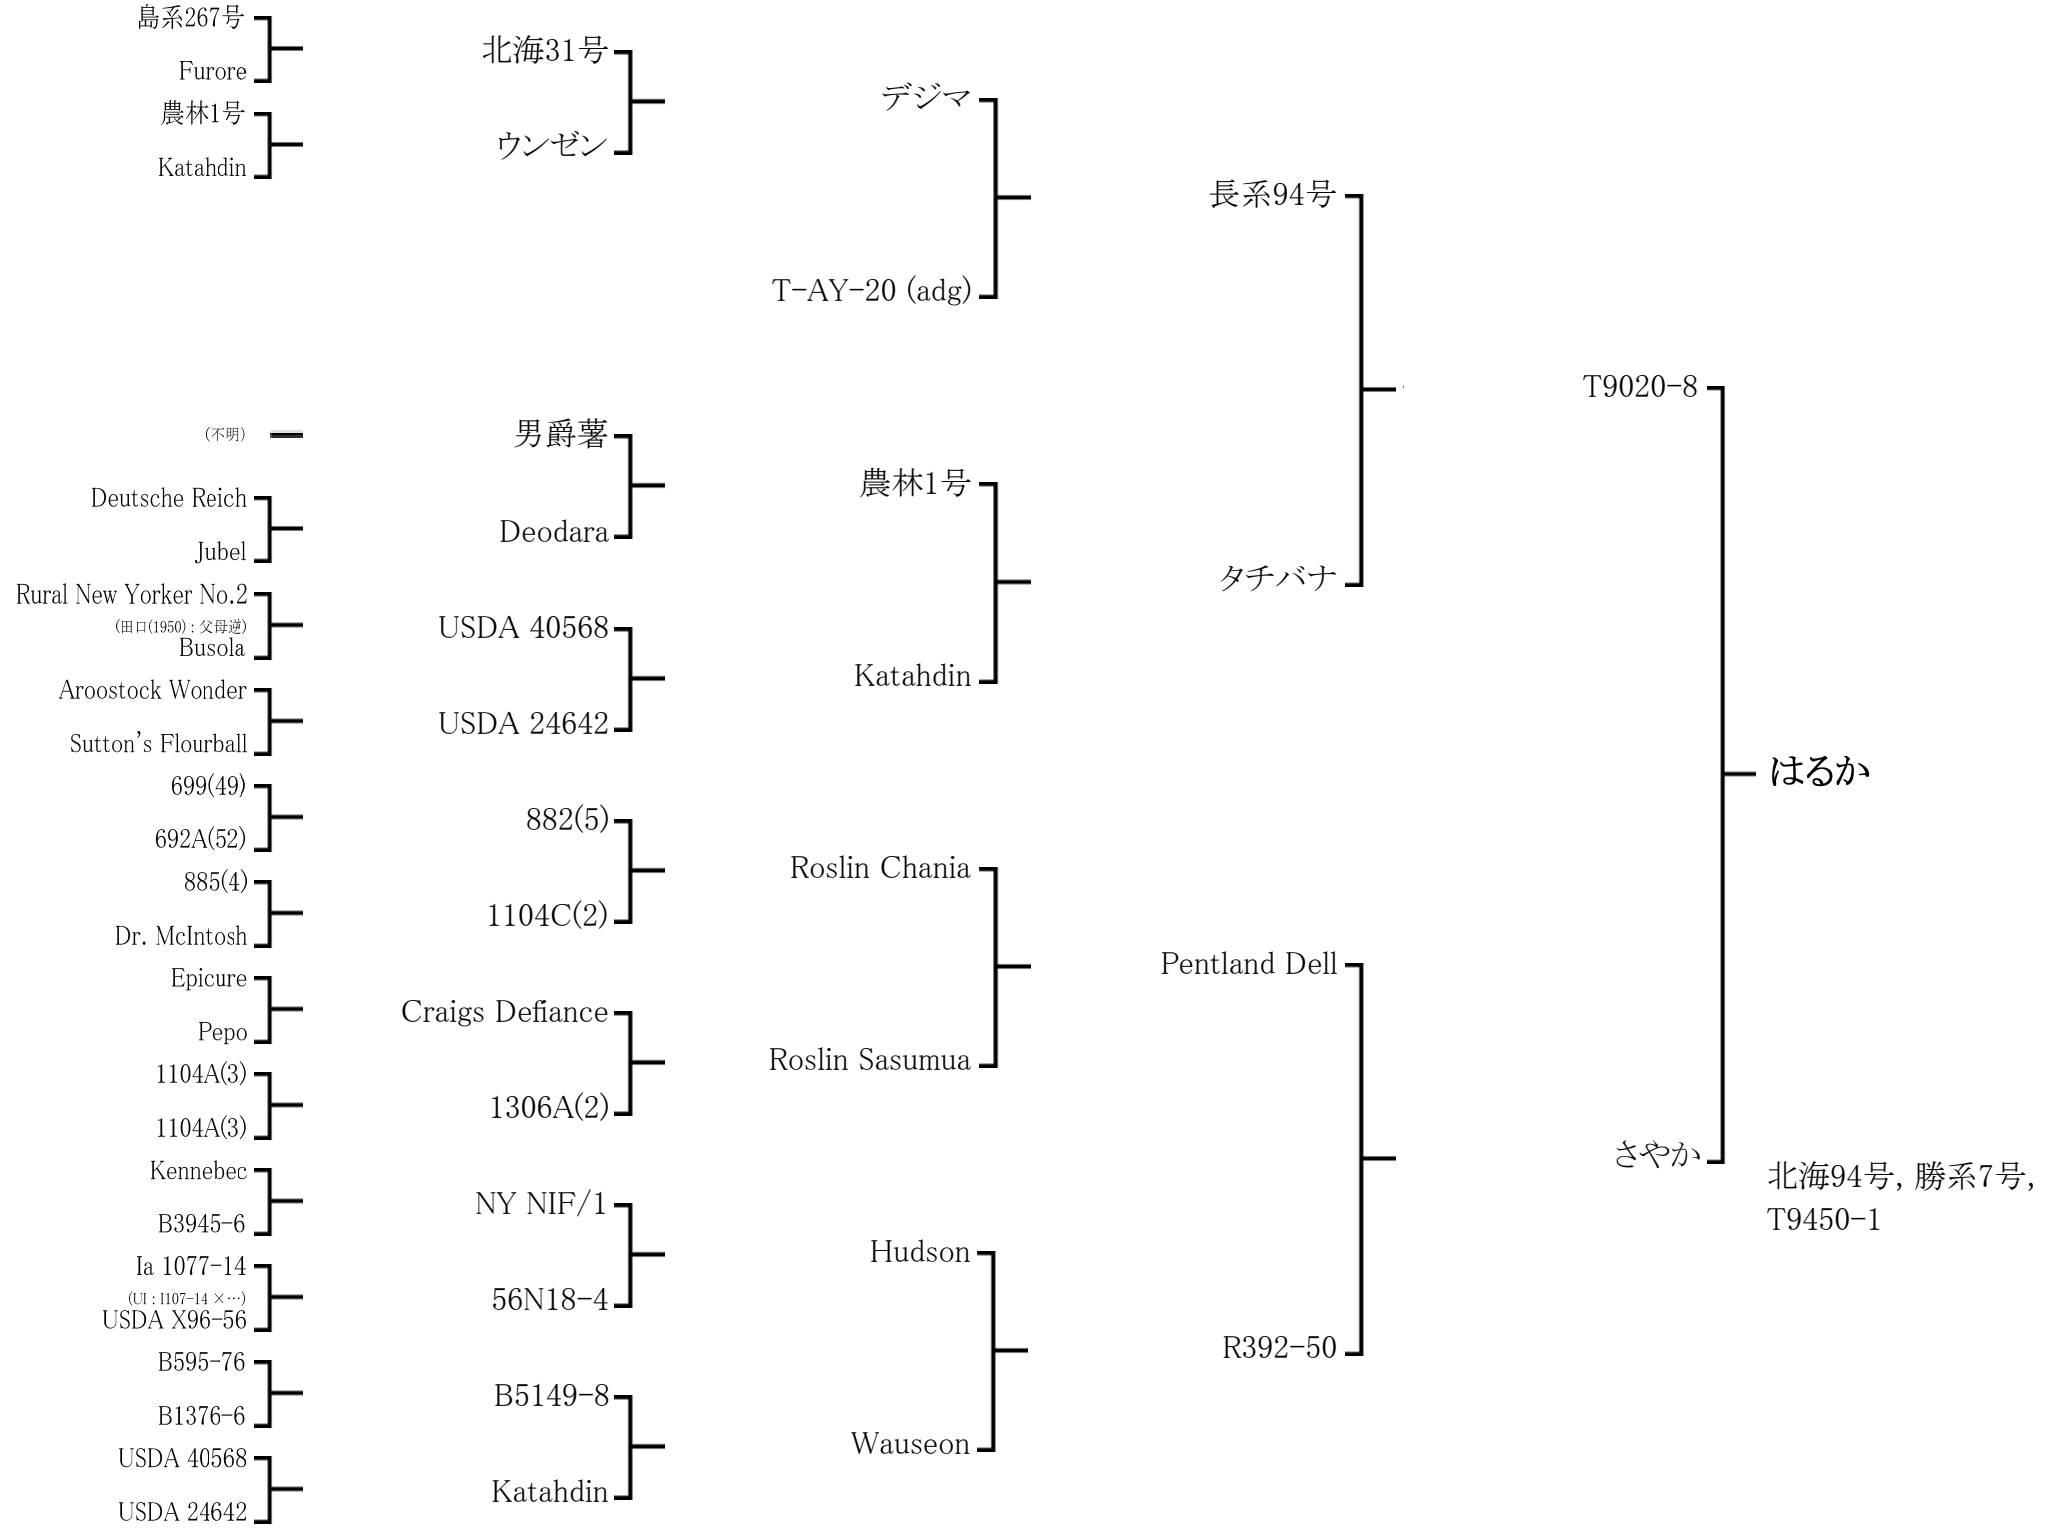 島系267号
Furore
農林1号
Katahdin
(不明)
Deutsche Reich
Jubel
Rural New Yorker No.2
(田口(1950) : 父母逆)
Busola
Aroostock Wonder
Sutton's Flourball
699(49)
692A(52)
885(4)
Dr. McIntosh
Epicure
Pepo
1104A(3)
1104A(3)
Kennebec
B3945-6
Ia 1077-14
(UI : I107-14 ×…)
USDA X96-56
B595-76
B1376-6
USDA 40568
USDA 24642
北海31号
ウンゼン
男爵薯
Deodara
USDA 40568
USDA 24642
882(5)
1104C(2)
Craigs Defiance
1306A(2)
NY NIF/1
56N18-4
B5149-8
Katahdin
デジマ
T-AY-20 (adg)
農林1号
Katahdin
Roslin Chania
Roslin Sasumua
Hudson
Wauseon
長系94号
タチバナ
Pentland Dell
R392-50
T9020-8
さやか
はるか
北海94号, 勝系7号,
T9450-1